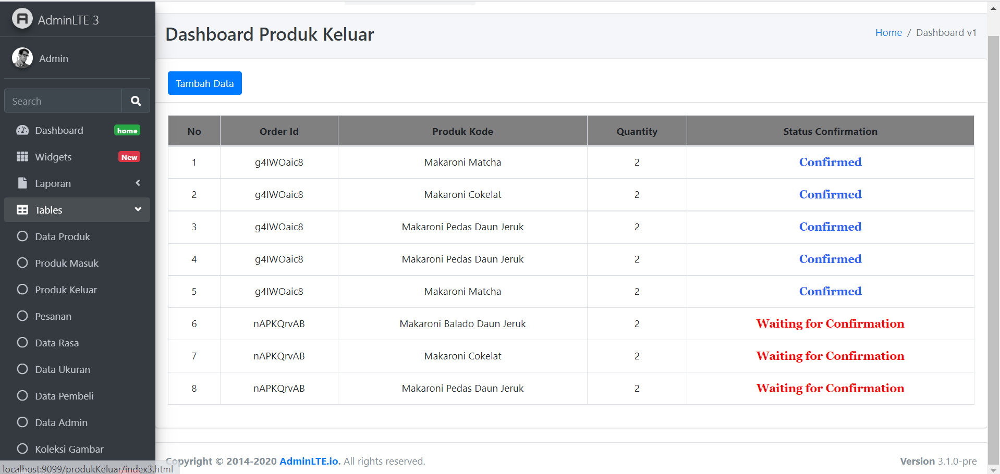 AdminLTE 3
Admin
Search
Dashboard home
Widgets New
Laporan
Tables
Data Produk
Produk Masuk
Produk Keluar
Pesanan
Data Rasa
Data Ukuran
Data Pembeli
Data Admin
Koleksi Gambar
localhost:9099/produkKeluar/index3.html
Dashboard Produk Keluar
Home / Dashboard v1
Tambah Data
No Order Id Produk Kode Quantity Status Confirmation
1 g4IWOaic8 Makaroni Matcha 2 Confirmed
2 g4IWOaic8 Makaroni Cokelat 2 Confirmed
3 g4IWOaic8 Makaroni Pedas Daun Jeruk 2 Confirmed
4 g4IWOaic8 Makaroni Pedas Daun Jeruk 2 Confirmed
5 g4IWOaic8 Makaroni Matcha 2 Confirmed
6 nAPKQrvAB Makaroni Balado Daun Jeruk 2 Waiting for Confirmation
7 nAPKQrvAB Makaroni Cokelat 2 Waiting for Confirmation
8 nAPKQrvAB Makaroni Pedas Daun Jeruk 2 Waiting for Confirmation
Copyright © 2014-2020 AdminLTE.io. All rights reserved.
Version 3.1.0-pre